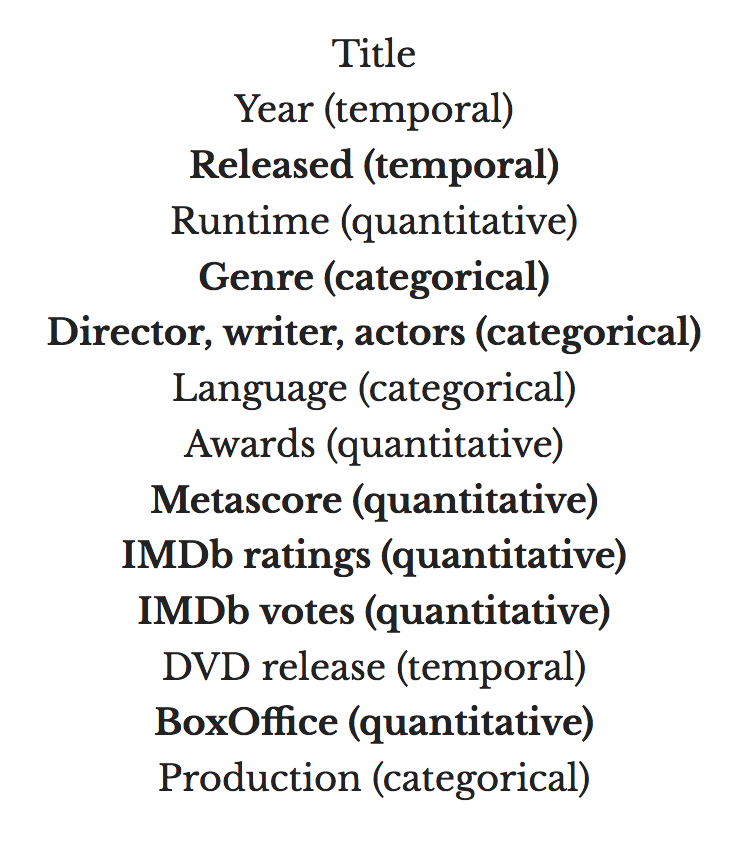 Title
Year (temporal)
Released (temporal)
Runtime (quantitative)
Genre (categorical)
Director, writer, actors (categorical)
Language (categorical)
Awards (quantitative)
Metascore (quantitative)
IMDb ratings (quantitative)
IMDb votes (quantitative)
DVD release (temporal)
BoxOffice (quantitative)
Production (categorical)